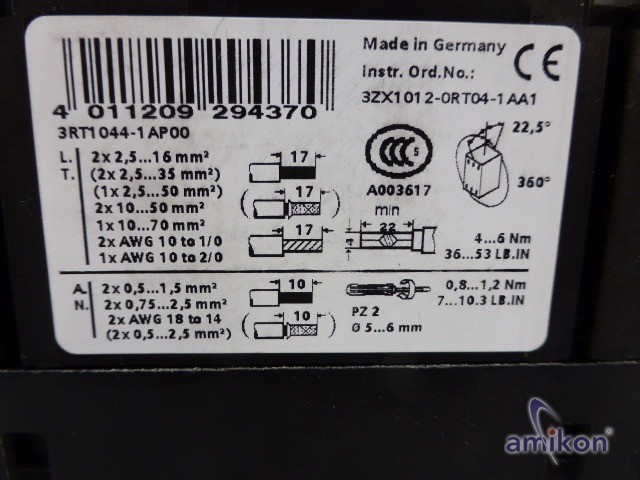 Made in Germany
Instr. Ord.No.:
3ZX1012-0RT04-1AA1
CE
4 011209 294370
3RT1044-1AP00
L. 2x 2,5...16 mm² 17
T. (2x 2,5...35 mm²)
(1x 2,5...50 mm²) 17
2x 10...50 mm²
1x 10...70 mm² 17
2x AWG 10 to 1/0
1x AWG 10 to 2/0
CCC S
A003617
22,5°
360°
min
22
4
4...6 Nm
36...53 LB.IN
A. 2x 0,5...1,5 mm² 10
N. 2x 0,75...2,5 mm²
2x AWG 18 to 14 10
(2x 0,5...2,5 mm²)
0,8...1,2 Nm
7...10.3 LB.IN
PZ 2
Ø 5...6 mm
amikon®